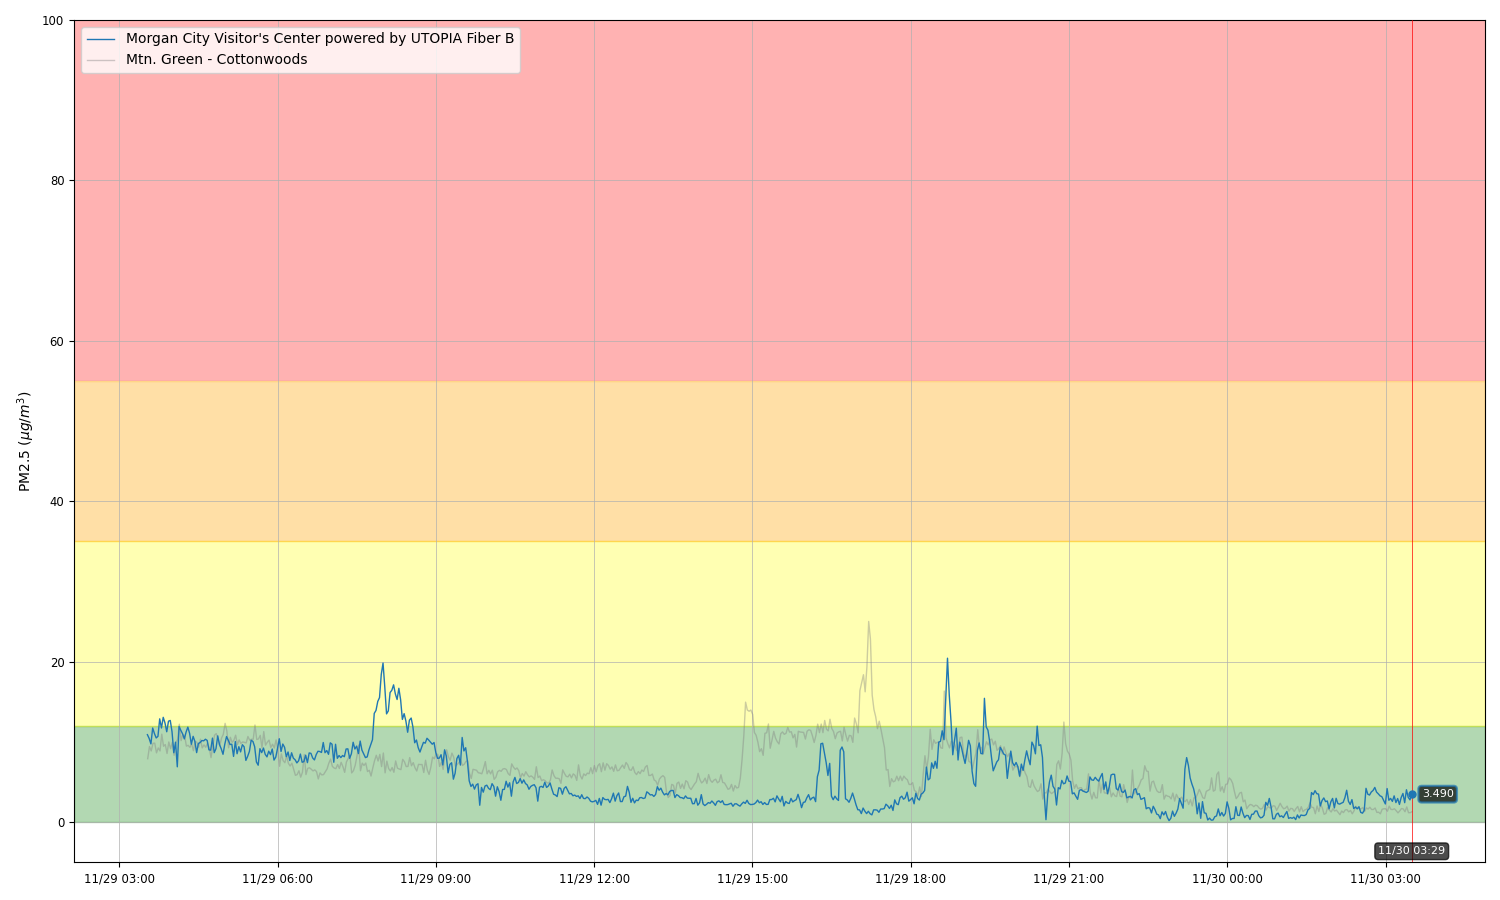 100
Morgan City Visitor's Center powered by UTOPIA Fiber B
Mtn. Green - Cottonwoods
80
60
PM2.5 (μg/m³)
40
20
0
3.490
11/30 03:29
11/29 03:00 11/29 06:00 11/29 09:00 11/29 12:00 11/29 15:00 11/29 18:00 11/29 21:00 11/30 00:00 11/30 03:00